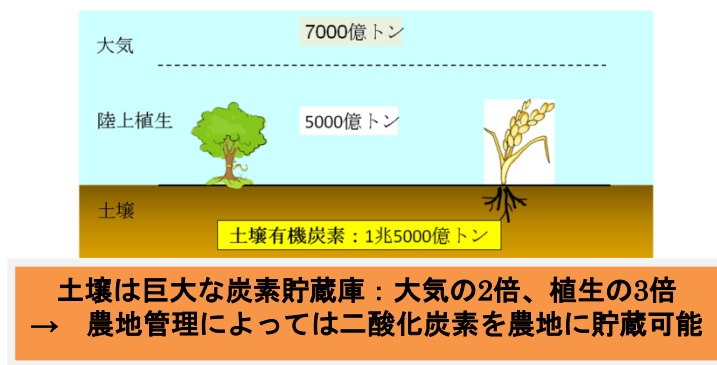 7000億トン
大気
陸上植生
5000億トン
土壌
土壌有機炭素：1兆5000億トン
土壌は巨大な炭素貯蔵庫：大気の2倍、植生の3倍
→　農地管理によっては二酸化炭素を農地に貯蔵可能